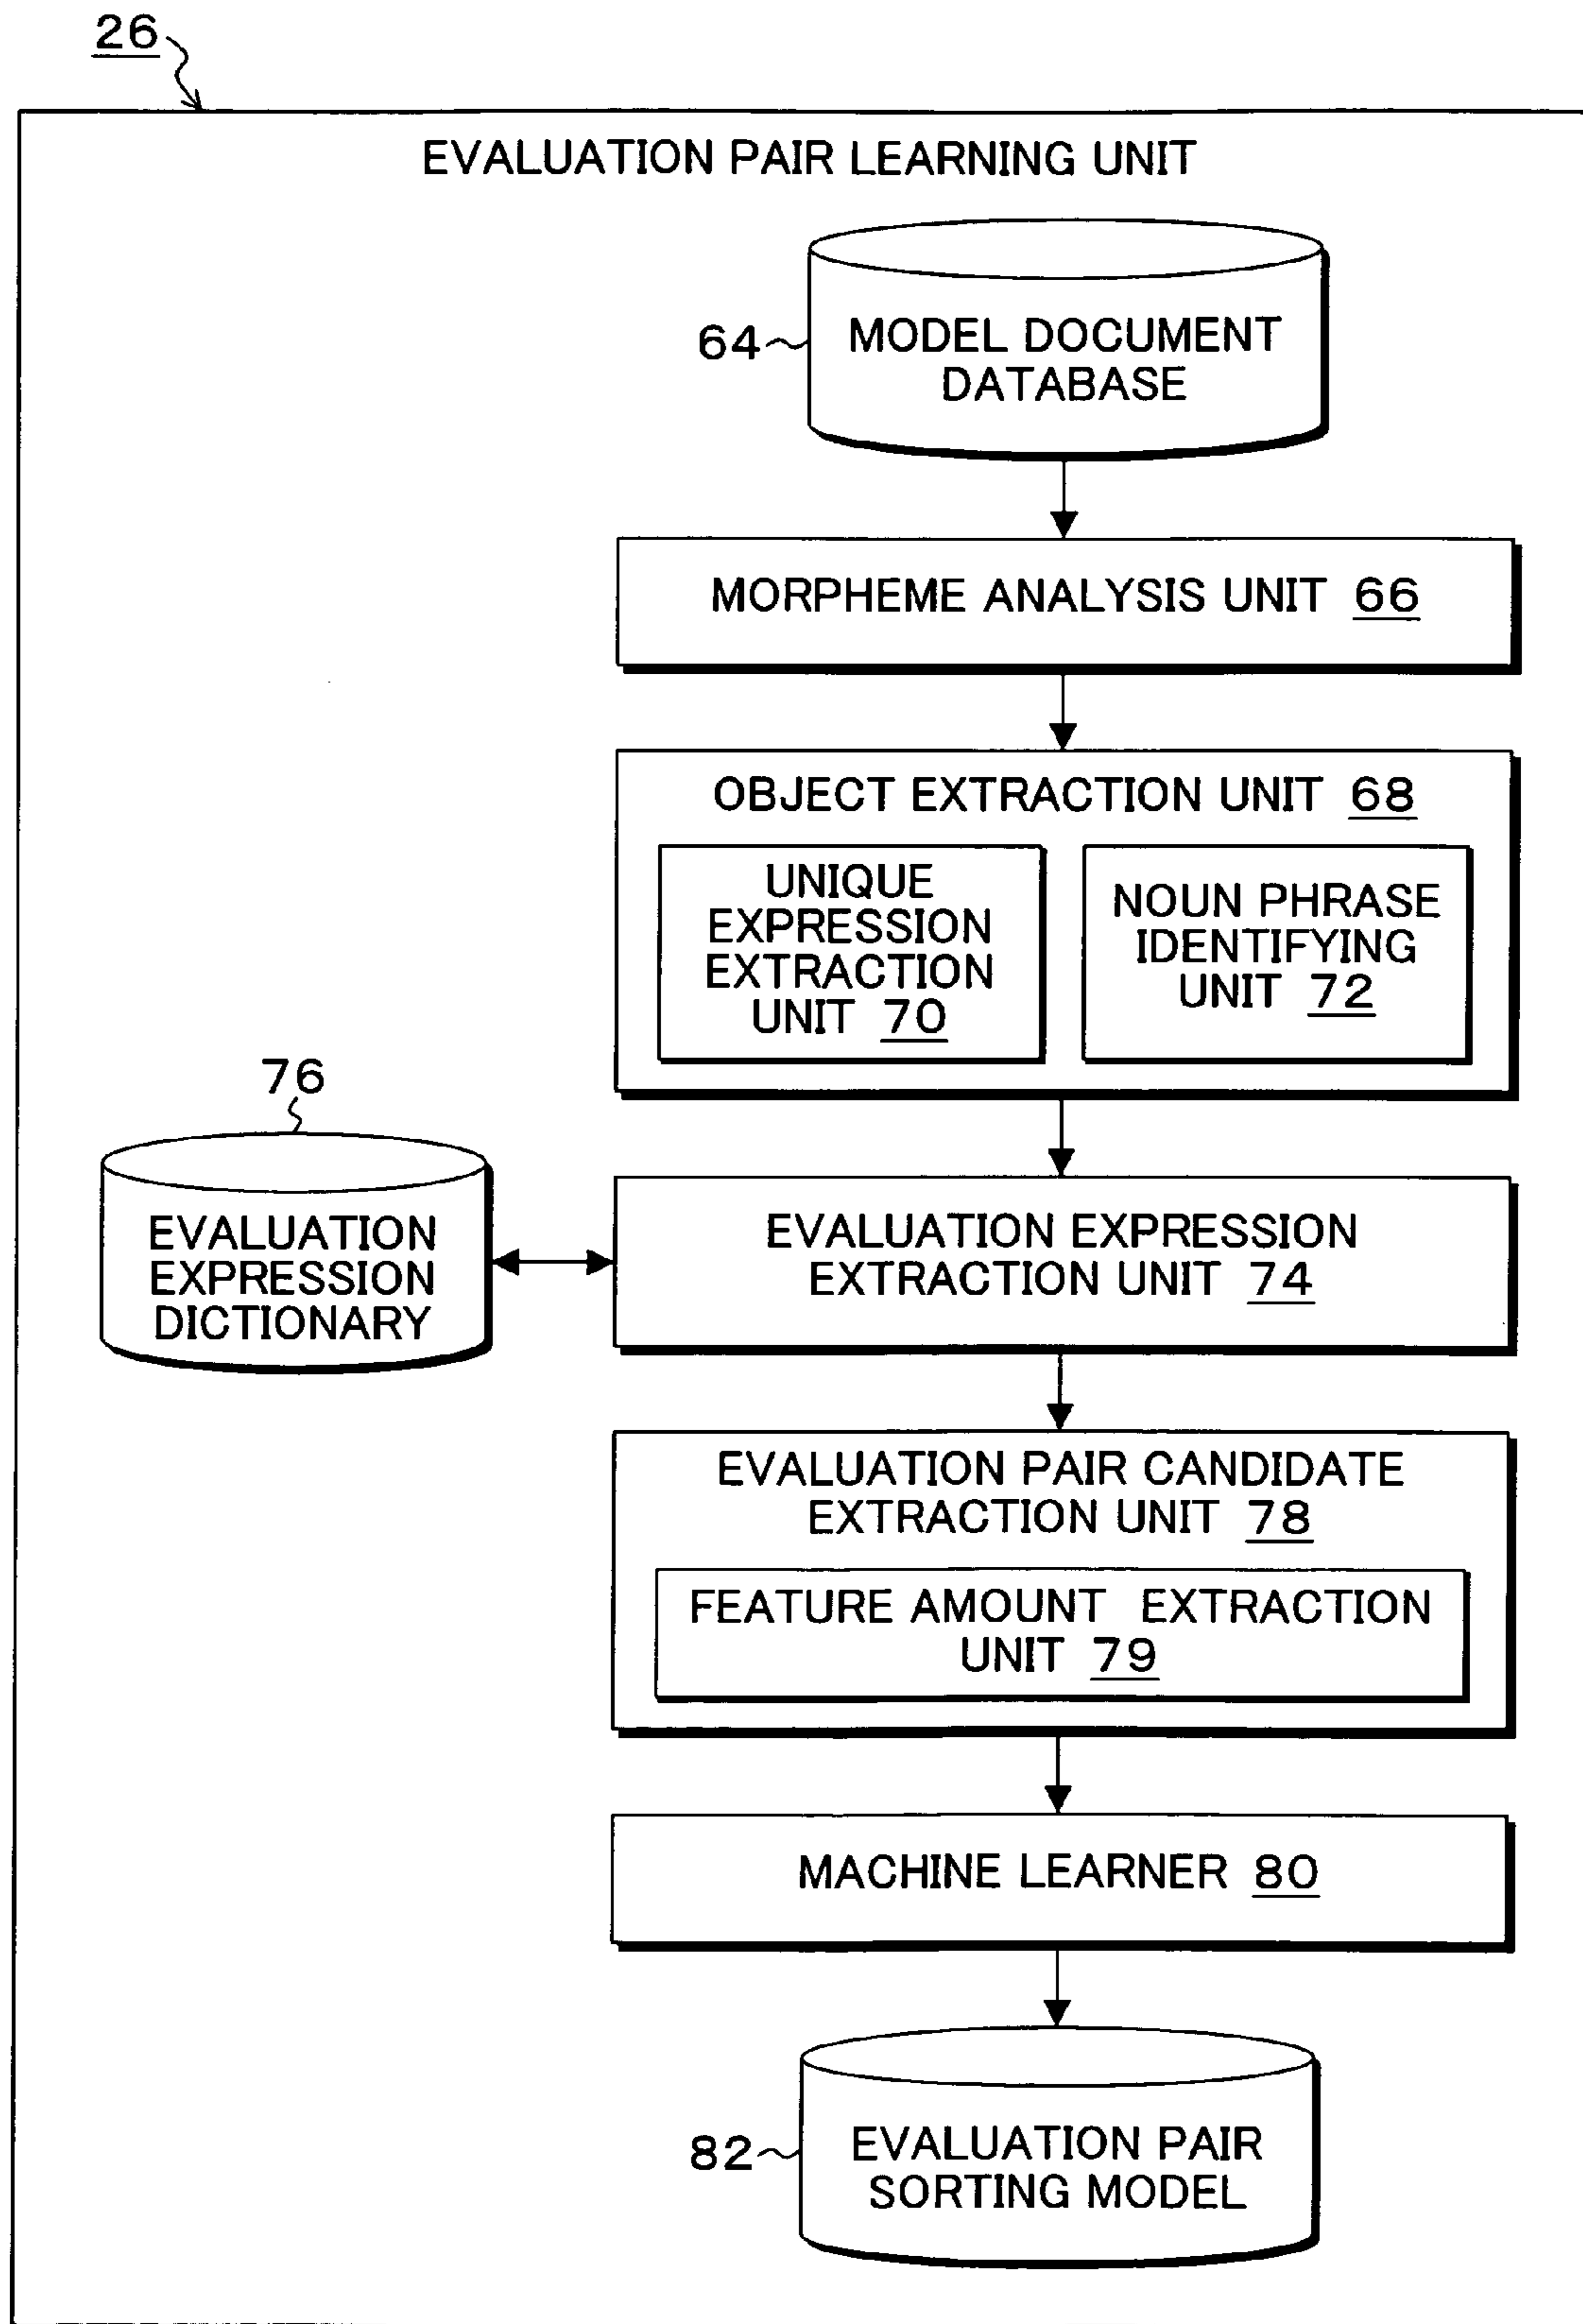 26
EVALUATION PAIR LEARNING UNIT
64
MODEL DOCUMENT
DATABASE
MORPHEME ANALYSIS UNIT 66
OBJECT EXTRACTION UNIT 68
UNIQUE
EXPRESSION
EXTRACTION
UNIT 70
NOUN PHRASE
IDENTIFYING
UNIT 72
76
EVALUATION
EXPRESSION
DICTIONARY
EVALUATION EXPRESSION
EXTRACTION UNIT 74
EVALUATION PAIR CANDIDATE
EXTRACTION UNIT 78
FEATURE AMOUNT EXTRACTION
UNIT 79
MACHINE LEARNER 80
82
EVALUATION PAIR
SORTING MODEL